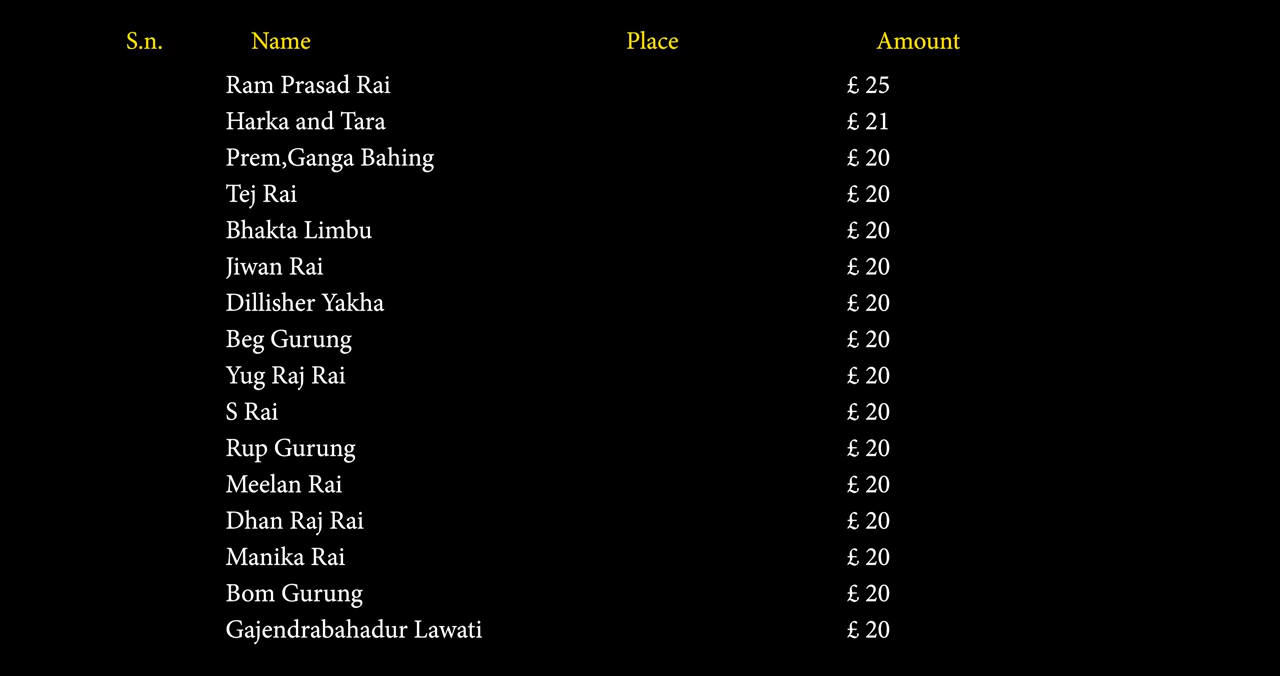 S.n. Name Place Amount
Ram Prasad Rai £ 25
Harka and Tara £ 21
Prem,Ganga Bahing £ 20
Tej Rai £ 20
Bhakta Limbu £ 20
Jiwan Rai £ 20
Dillisher Yakha £ 20
Beg Gurung £ 20
Yug Raj Rai £ 20
S Rai £ 20
Rup Gurung £ 20
Meelan Rai £ 20
Dhan Raj Rai £ 20
Manika Rai £ 20
Bom Gurung £ 20
Gajendrabahadur Lawati £ 20